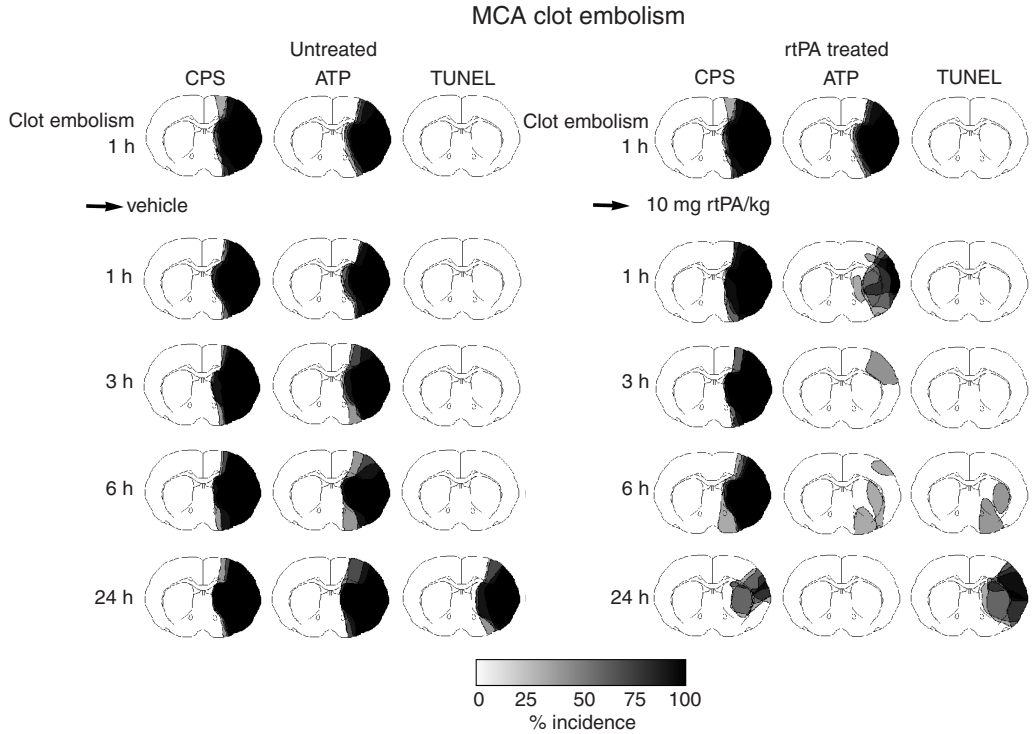 MCA clot embolism
Untreated
rtPA treated
CPS ATP TUNEL
CPS ATP TUNEL
Clot embolism
1 h
Clot embolism
1 h
vehicle
10 mg rtPA/kg
1 h
1 h
3 h
3 h
6 h
6 h
24 h
24 h
0 25 50 75 100
% incidence